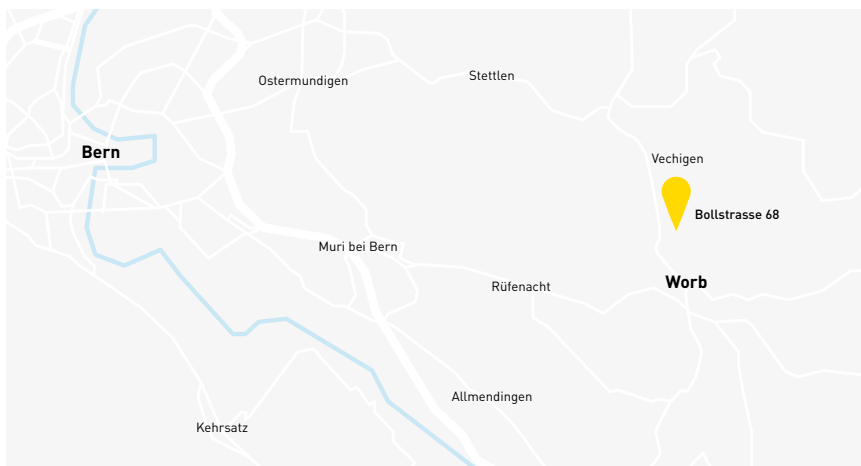 Stettlen
Ostermundigen
Bern
Vechigen
Bollstrasse 68
Muri bei Bern
Worb
Rüfenacht
Allmendingen
Kehrsatz